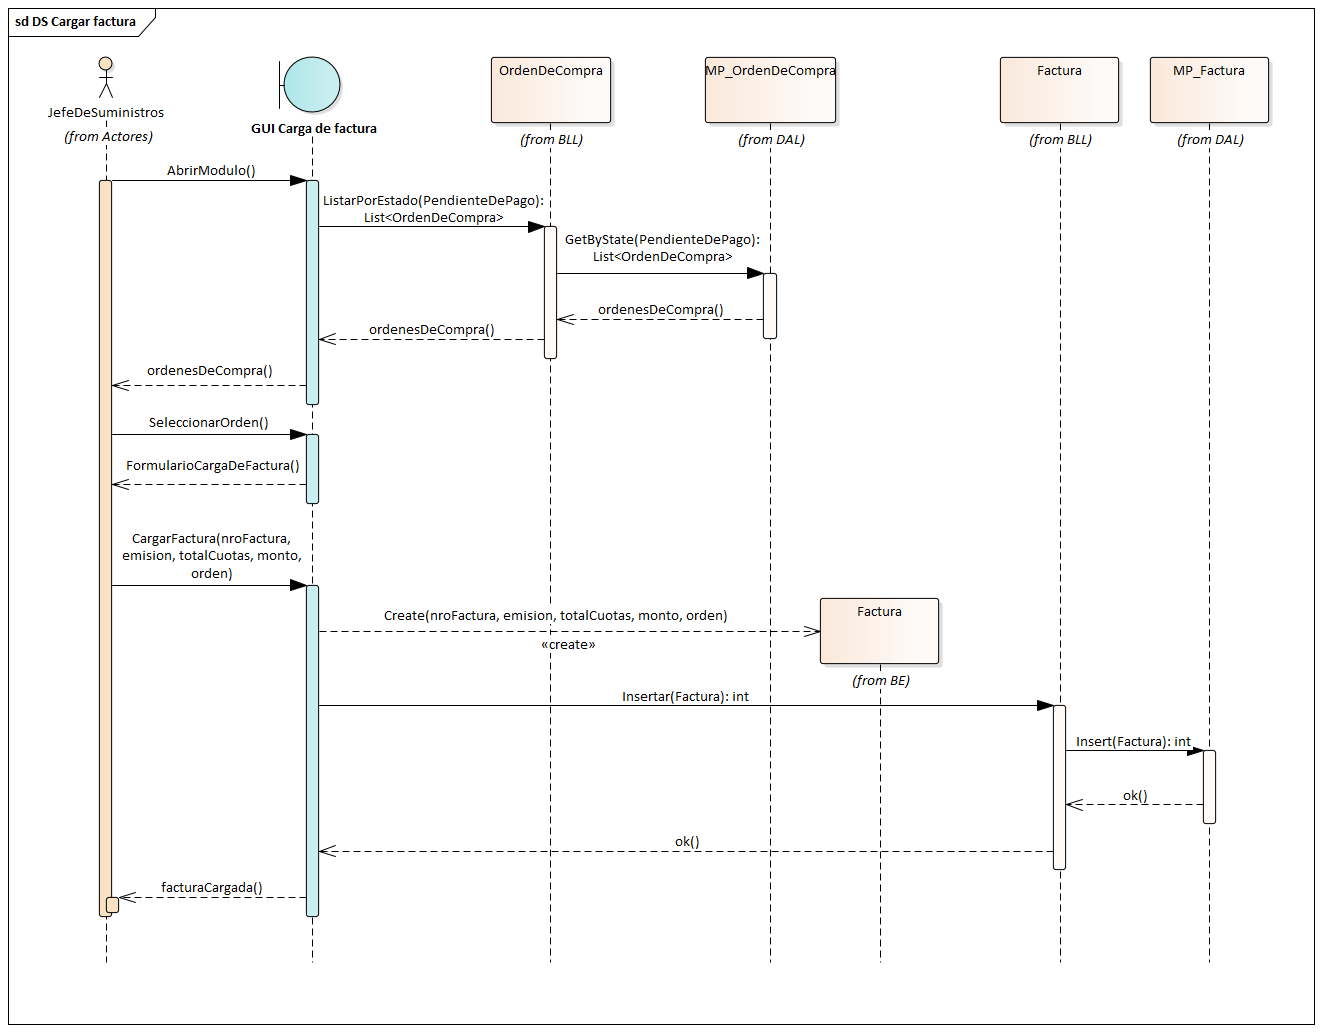 sd DS Cargar factura
JefeDeSuministros
(from Actores)
GUI Carga de factura
OrdenDeCompra
(from BLL)
MP_OrdenDeCompra
(from DAL)
Factura
(from BLL)
MP_Factura
(from DAL)
AbrirModulo()
ListarPorEstado(PendienteDePago):
List<OrdenDeCompra>
GetByState(PendienteDePago):
List<OrdenDeCompra>
ordenesDeCompra()
ordenesDeCompra()
ordenesDeCompra()
SeleccionarOrden()
FormularioCargaDeFactura()
CargarFactura(nroFactura,
emision, totalCuotas, monto,
orden)
Create(nroFactura, emision, totalCuotas, monto, orden)
«create»
Factura
(from BE)
Insertar(Factura): int
Insert(Factura): int
ok()
ok()
facturaCargada()